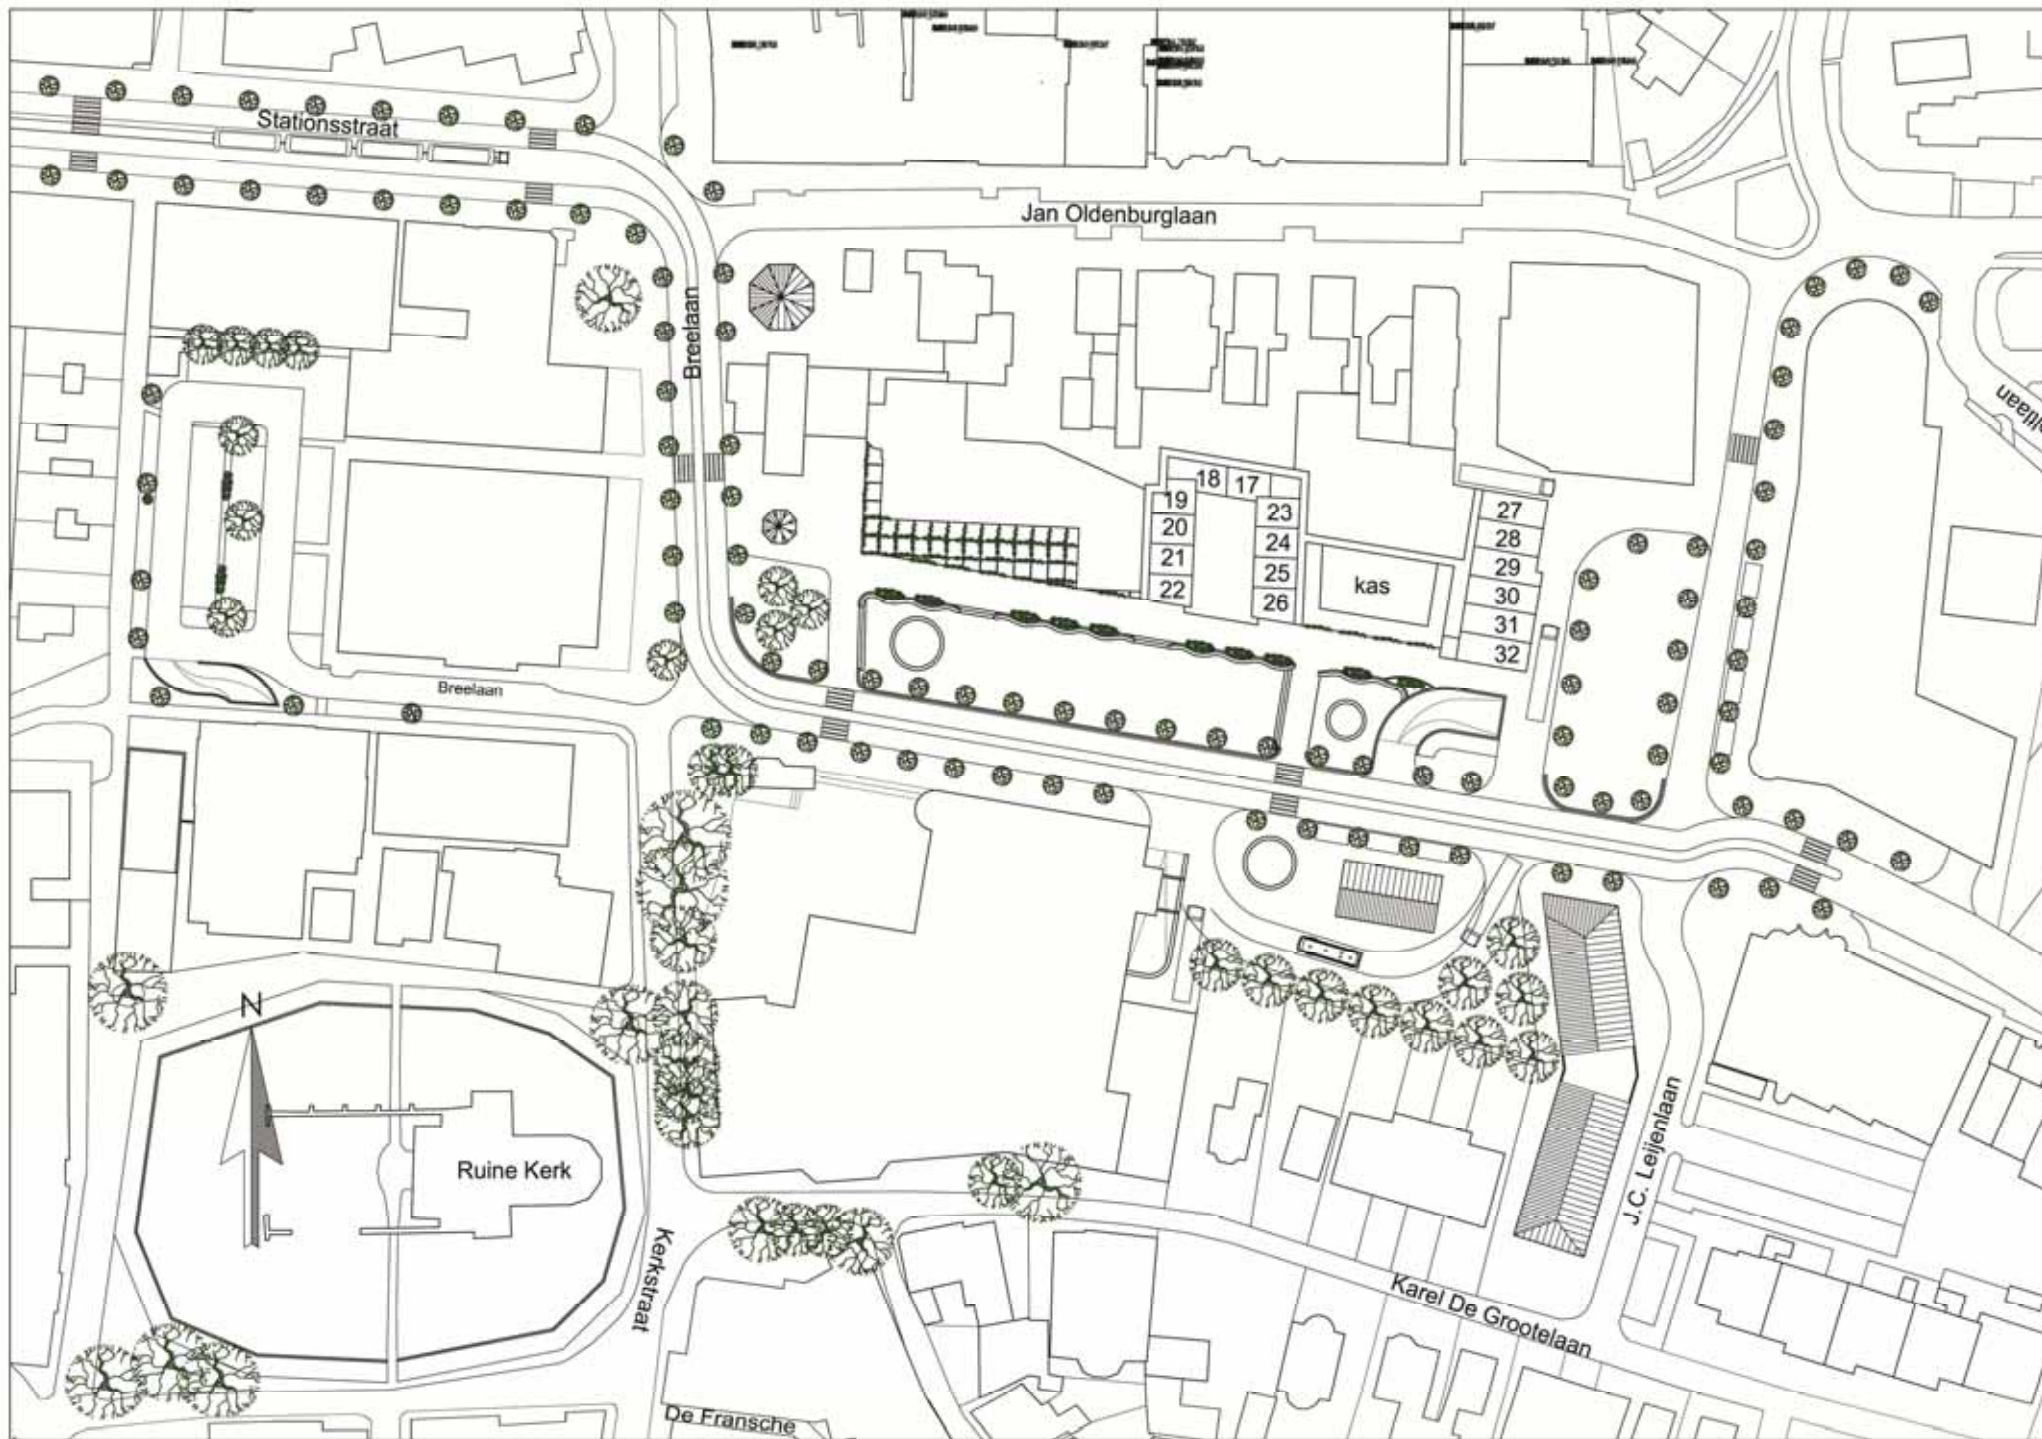 Stationsstraat
Jan Oldenburglaan
Breelaan
18 17
19
20
21
22
23
24
25
26
kas
27
28
29
30
31
32
Breelaan
N
Ruine Kerk
Kerkstraat
J.C. Leijenlaan
Karel De Grootelaan
De Fransche